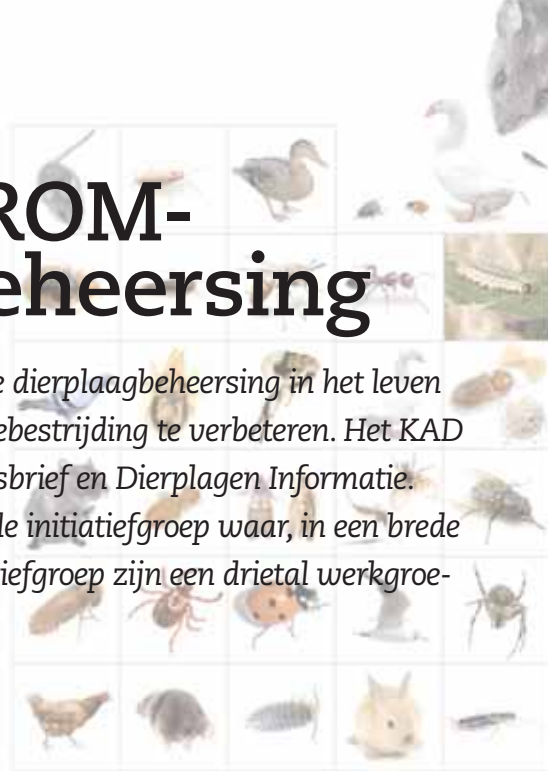 ROM-
eheersing
e dierplaagbeheersing in het leven
ebestrijding te verbeteren. Het KAD
sbrief en Dierplagen Informatie.
de initiatiefgroep waar, in een brede
iefgroep zijn een drietal werkgroe-